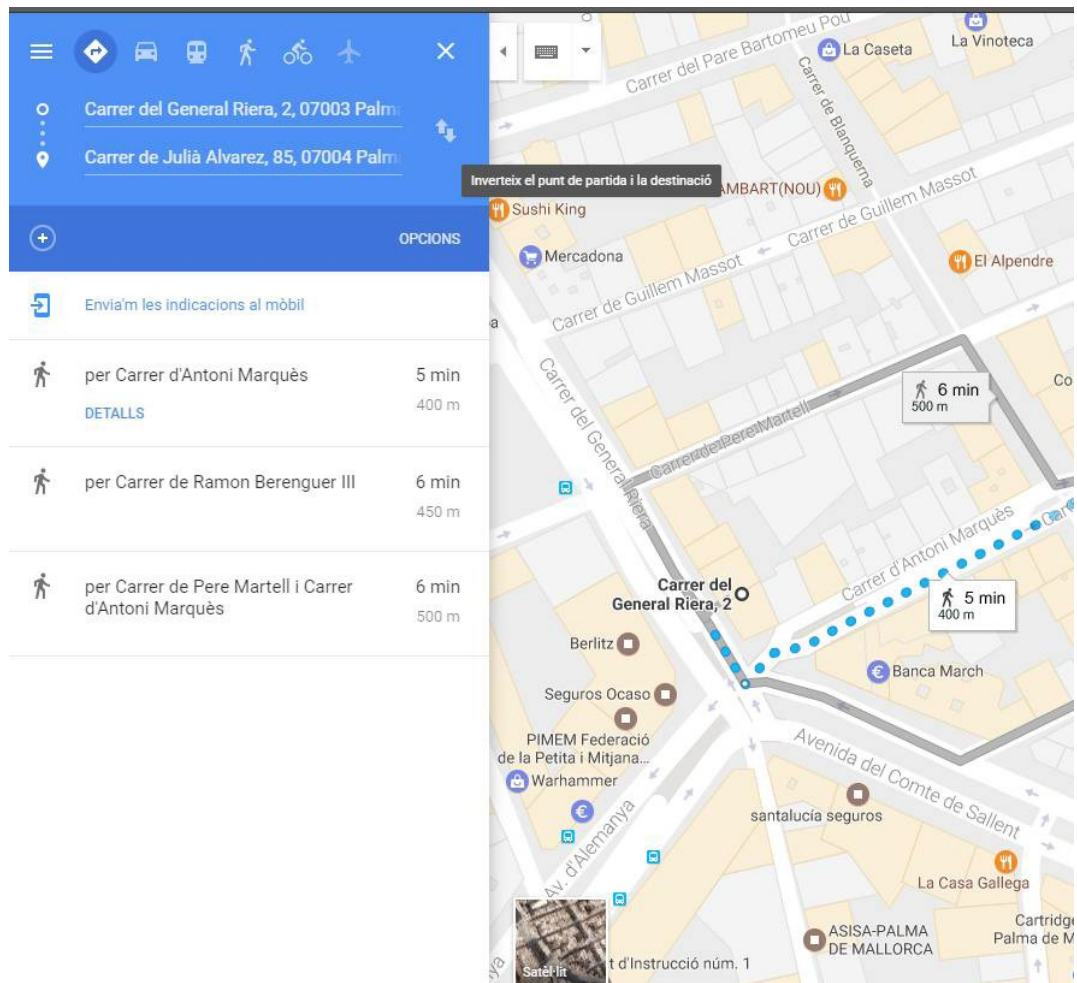 Carrer del General Riera, 2, 07003 Palm
Carrer de Julià Alvarez, 85, 07004 Palm
Inverteix el punt de partida i la destinació
OPCIONS
Envia'm les indicacions al mòbil
per Carrer d'Antoni Marquès
5 min
DETALLS
400 m
per Carrer de Ramon Berenguer III
6 min
450 m
per Carrer de Pere Martell i Carrer
d'Antoni Marquès
6 min
500 m
Carrer del Pare Bartomeu Pou
La Caseta
La Vinoteca
Carrer de Blanquerna
AMBART(NOU)
Sushi King
Mercadona
Carrer de Guillem Massot
Carrer de Guillem Massot
El Alpendre
Carrer del General Riera
6 min
500 m
Co
Carrer de Pere Martell
Carrer d'Antoni Marquès
Carr
Carrer del
General Riera, 2
5 min
400 m
Berlitz
Banca March
Seguros Ocaso
PIMEM Federació
de la Petita i Mitjana...
Warhammer
Avenida del Comte de Sallent
santalucía seguros
Av. d'Alemanya
La Casa Gallega
ASISA-PALMA
DE MALLORCA
Cartridge
Palma de M
Satèl·lit
t d'Instrucció núm. 1